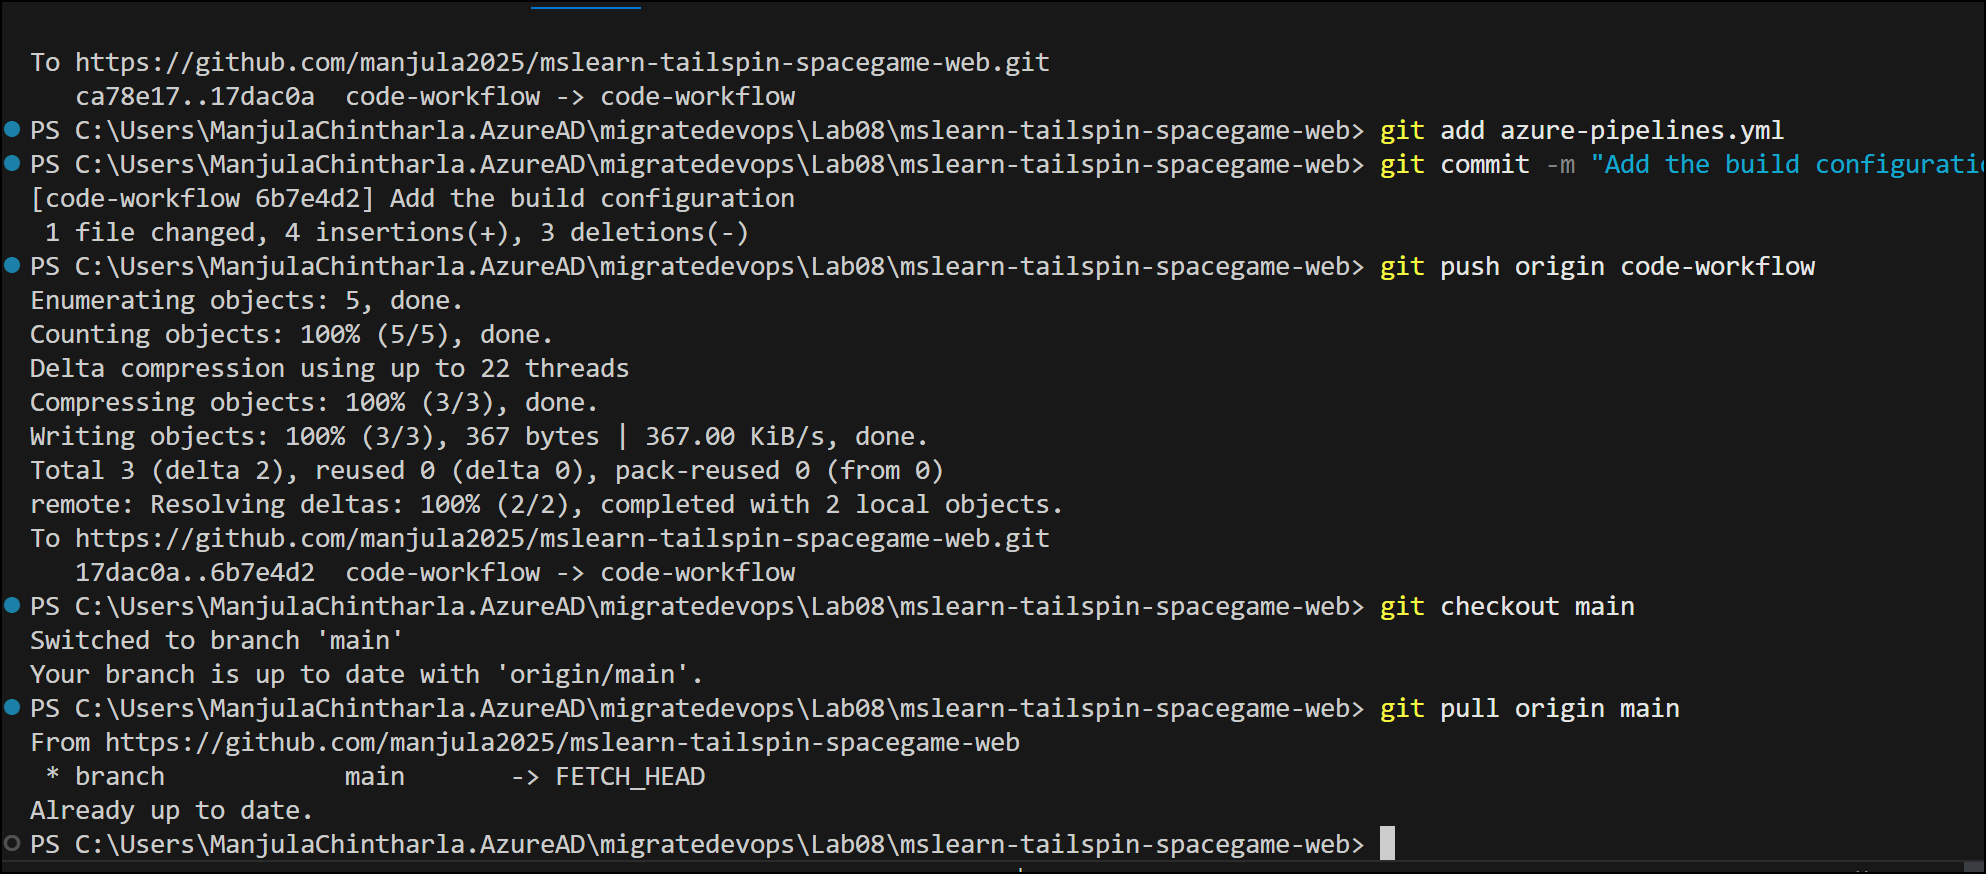 To https://github.com/manjula2025/mslearn-tailspin-spacegame-web.git
   ca78e17..17dac0a  code-workflow -> code-workflow
PS C:\Users\ManjulaChintharla.AzureAD\migratedevops\Lab08\mslearn-tailspin-spacegame-web> git add azure-pipelines.yml
PS C:\Users\ManjulaChintharla.AzureAD\migratedevops\Lab08\mslearn-tailspin-spacegame-web> git commit -m "Add the build configuratio
[code-workflow 6b7e4d2] Add the build configuration
 1 file changed, 4 insertions(+), 3 deletions(-)
PS C:\Users\ManjulaChintharla.AzureAD\migratedevops\Lab08\mslearn-tailspin-spacegame-web> git push origin code-workflow
Enumerating objects: 5, done.
Counting objects: 100% (5/5), done.
Delta compression using up to 22 threads
Compressing objects: 100% (3/3), done.
Writing objects: 100% (3/3), 367 bytes | 367.00 KiB/s, done.
Total 3 (delta 2), reused 0 (delta 0), pack-reused 0 (from 0)
remote: Resolving deltas: 100% (2/2), completed with 2 local objects.
To https://github.com/manjula2025/mslearn-tailspin-spacegame-web.git
   17dac0a..6b7e4d2  code-workflow -> code-workflow
PS C:\Users\ManjulaChintharla.AzureAD\migratedevops\Lab08\mslearn-tailspin-spacegame-web> git checkout main
Switched to branch 'main'
Your branch is up to date with 'origin/main'.
PS C:\Users\ManjulaChintharla.AzureAD\migratedevops\Lab08\mslearn-tailspin-spacegame-web> git pull origin main
From https://github.com/manjula2025/mslearn-tailspin-spacegame-web
 * branch            main       -> FETCH_HEAD
Already up to date.
PS C:\Users\ManjulaChintharla.AzureAD\migratedevops\Lab08\mslearn-tailspin-spacegame-web>